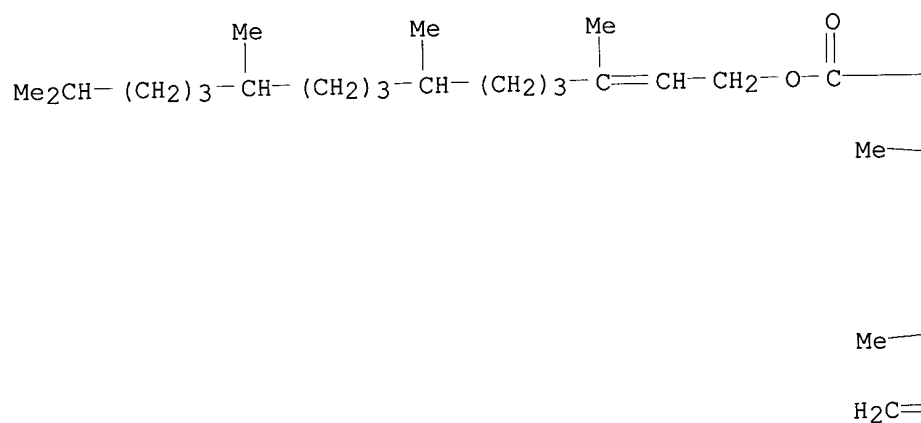 O
Me Me Me
Me2CH-(CH2)3-CH-(CH2)3-CH-(CH2)3-C=CH-CH2-O-C
Me
Me
H2C=